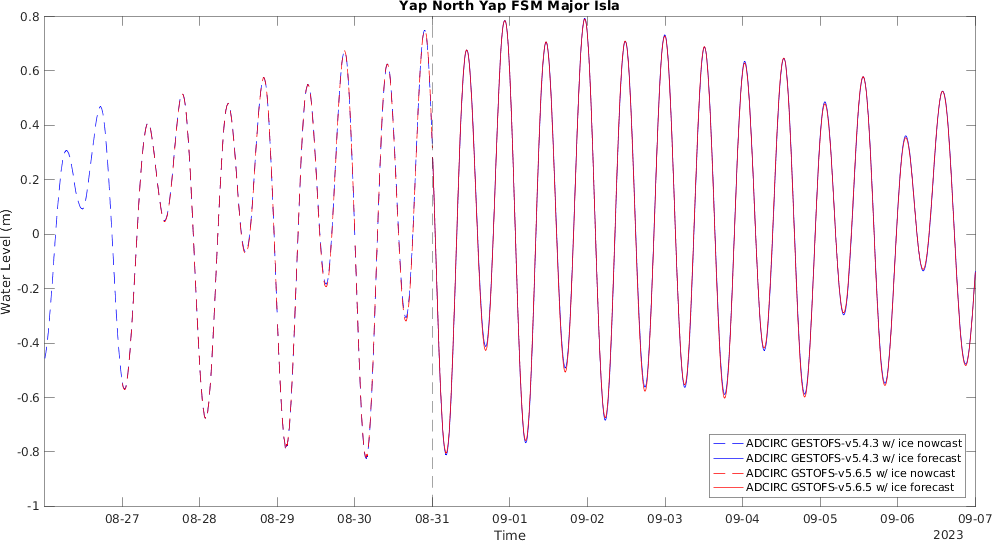 Yap North Yap FSM Major Isla
0.8
0.6
0.4
0.2
0
-0.2
-0.4
-0.6
-0.8
-1
Water Level (m)
08-27 08-28 08-29 08-30 08-31 09-01 09-02 09-03 09-04 09-05 09-06 09-07
Time
2023
ADCIRC GESTOFS-v5.4.3 w/ ice nowcast
ADCIRC GESTOFS-v5.4.3 w/ ice forecast
ADCIRC GSTOFS-v5.6.5 w/ ice nowcast
ADCIRC GSTOFS-v5.6.5 w/ ice forecast